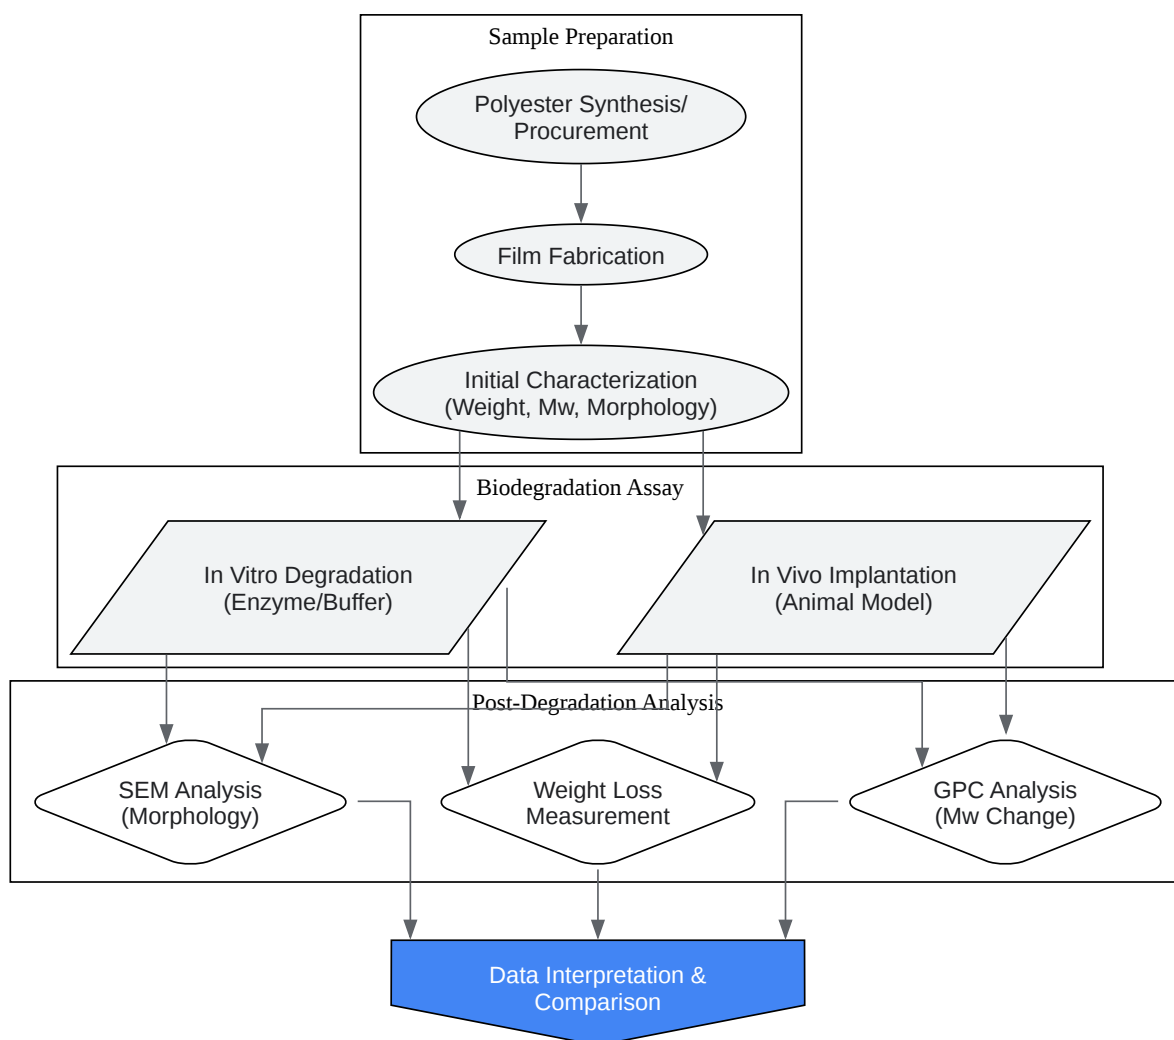 Sample Preparation
Polyester Synthesis/
Procurement
Film Fabrication
Initial Characterization
(Weight, Mw, Morphology)
Biodegradation Assay
In Vitro Degradation
(Enzyme/Buffer)
In Vivo Implantation
(Animal Model)
Post-Degradation Analysis
SEM Analysis
(Morphology)
Weight Loss
Measurement
GPC Analysis
(Mw Change)
Data Interpretation &
Comparison